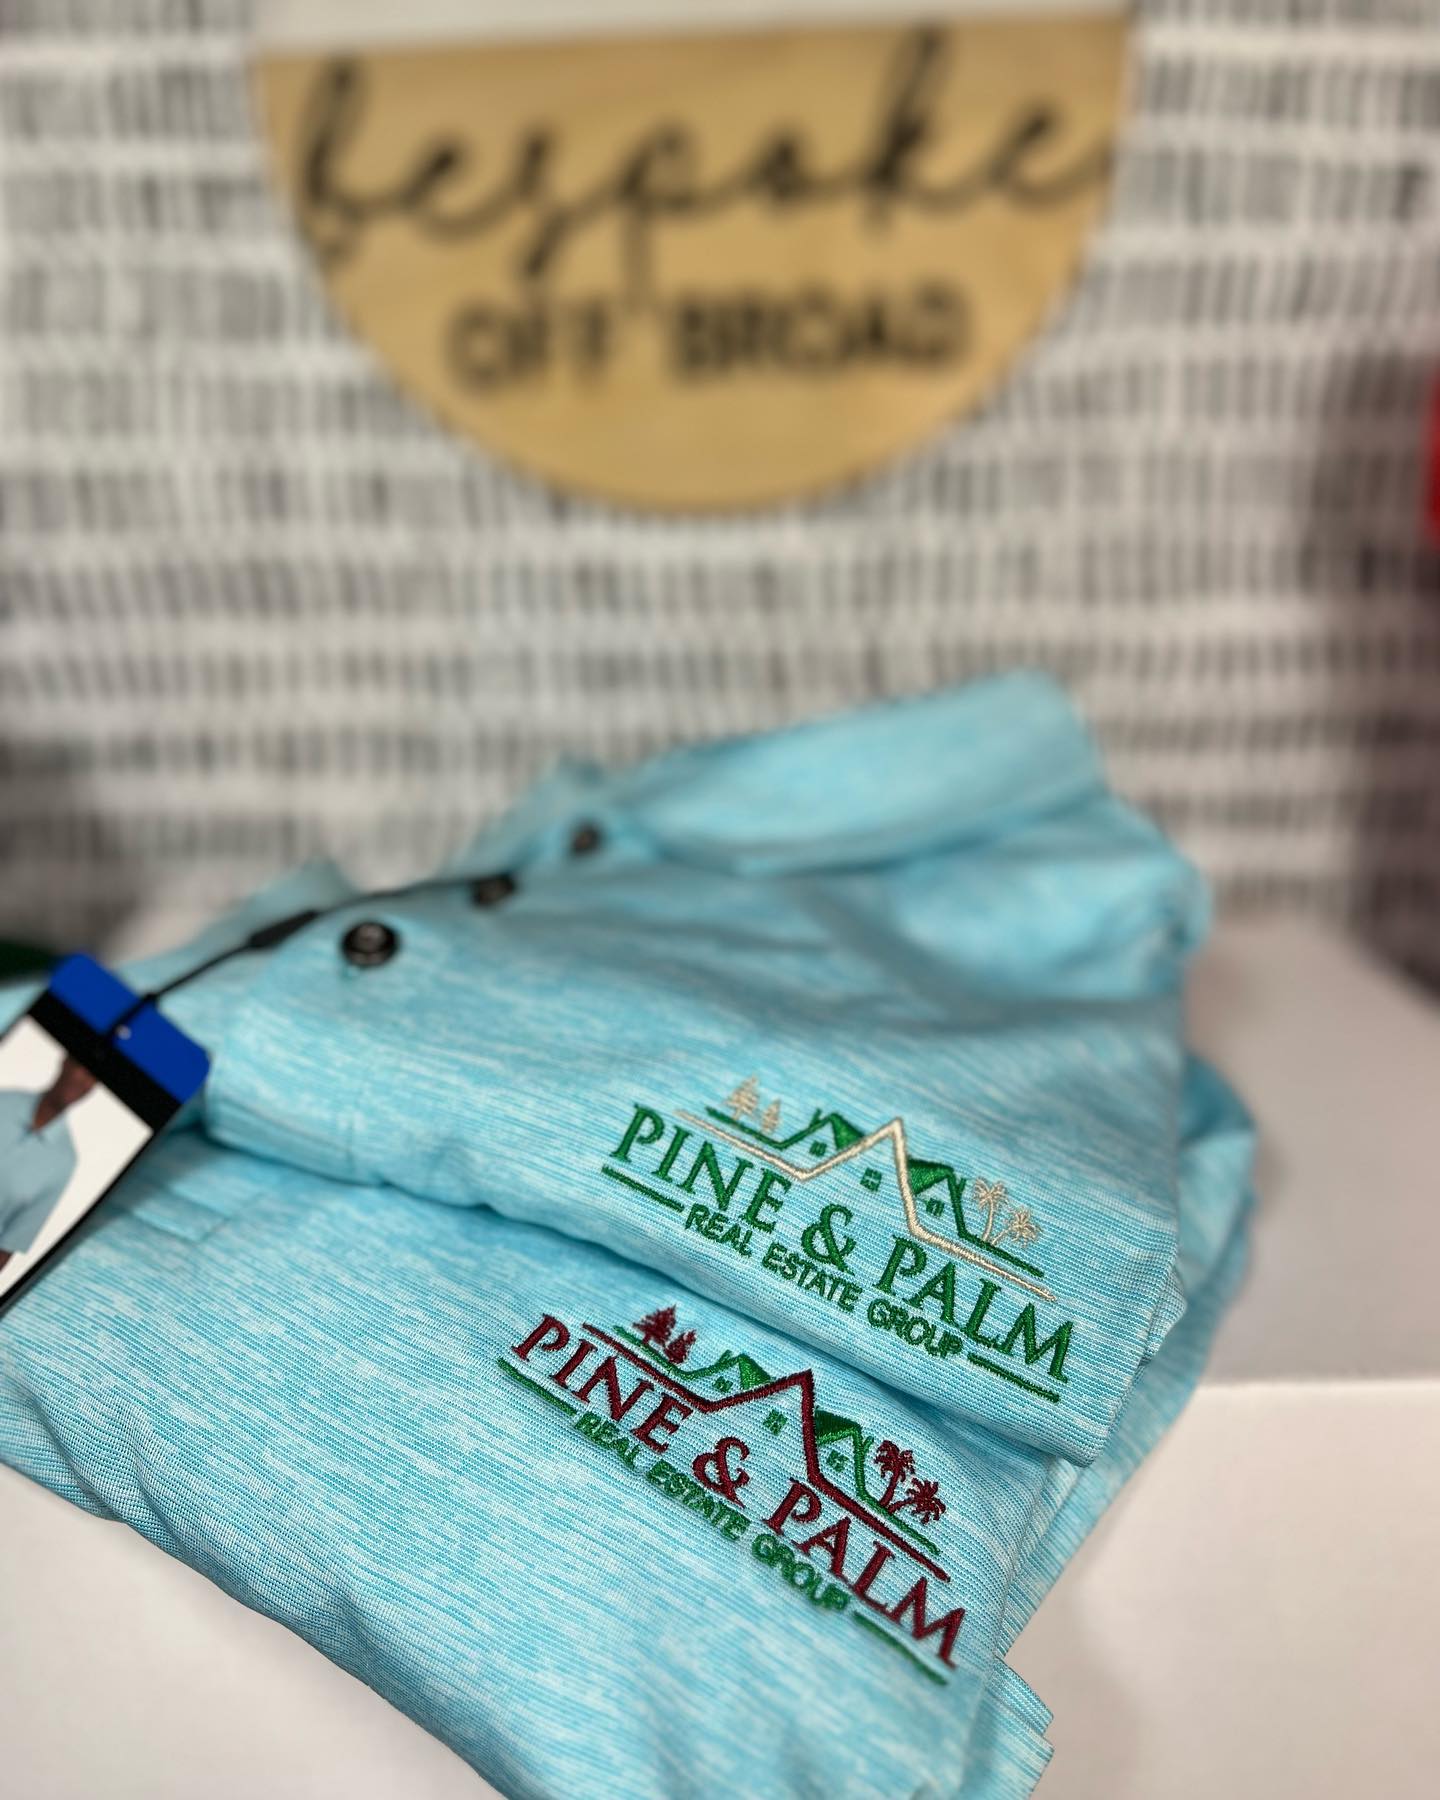 bespoke
OFF BROAD
PINE & PALM
REAL ESTATE GROUP
PINE & PALM
REAL ESTATE GROUP